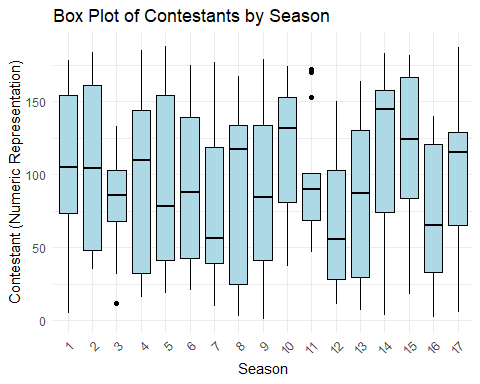 Box Plot of Contestants by Season
Contestant (Numeric Representation)
150
100
50
0
1 2 3 4 5 6 7 8 9 10 11 12 13 14 15 16 17
Season